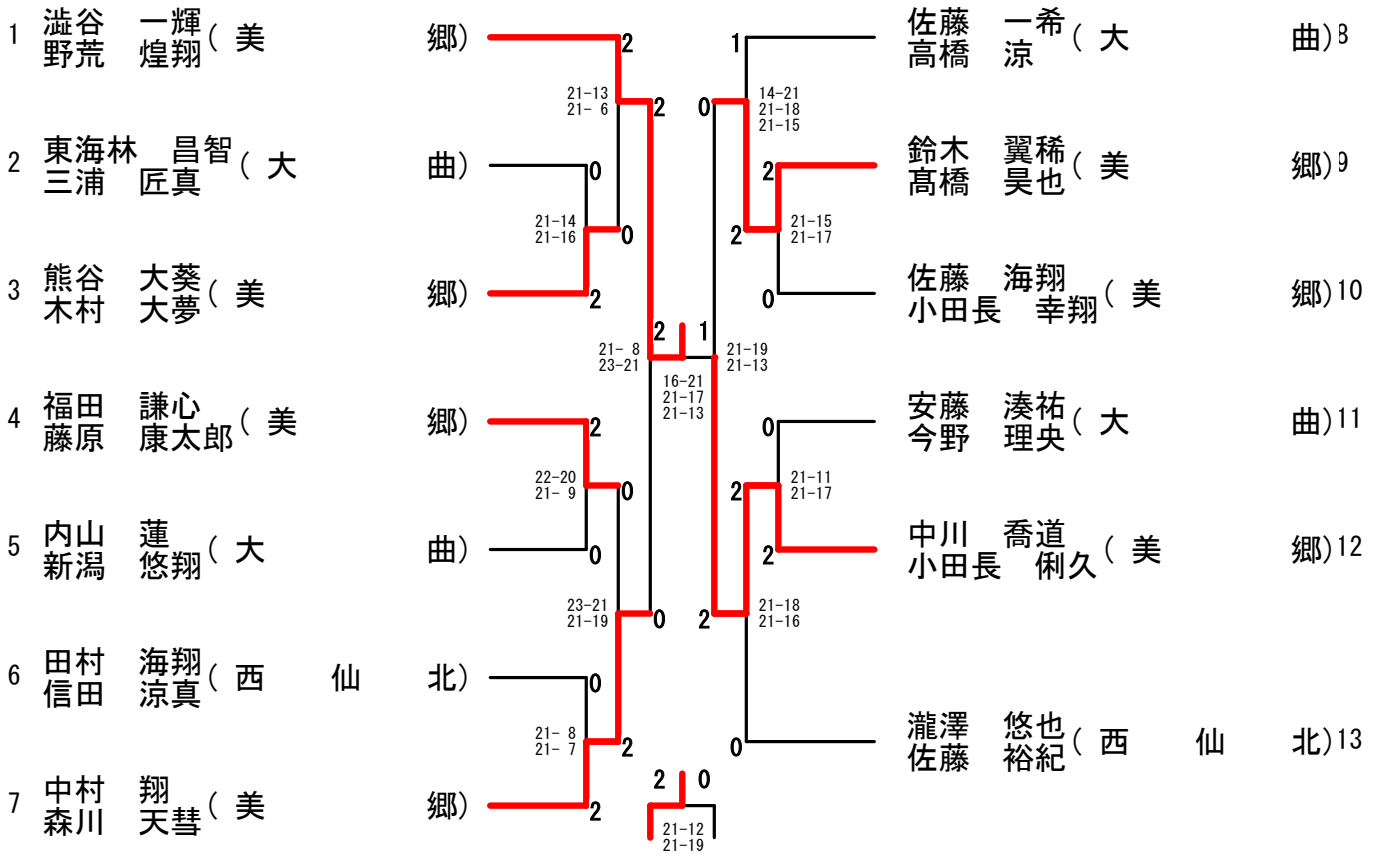 1 澁谷 一輝 ( 美 郷)
野荒 煌翔
2 東海林 昌智 ( 大 曲)
三浦 匠真
3 熊谷 大葵 ( 美 郷)
木村 大夢
4 福田 謙心 ( 美 郷)
藤原 康太郎
5 内山 蓮 ( 大 曲)
新潟 悠翔
6 田村 海翔 ( 西 仙 北)
信田 涼真
7 中村 翔 ( 美 郷)
森川 天彗
2
21-13
21- 6
2
0
21-14
21-16
0
2
2
21- 8
23-21
2
22-20
21- 9
0
0
23-21
21-19
0
0
21- 8
21- 7
2
2
1
16-21
21-17
21-13
2 0
21-12
21-19
1
14-21
21-18
21-15
0
2
21-15
21-17
2
0
21-19
21-13
0
21-11
21-17
2
2
21-18
21-16
2
0
佐藤 一希 ( 大 曲) 8
高橋 涼
鈴木 翼稀 ( 美 郷) 9
髙橋 昊也
佐藤 海翔 ( 美 郷) 10
小田長 幸翔
安藤 湊祐 ( 大 曲) 11
今野 理央
中川 喬道 ( 美 郷) 12
小田長 俐久
瀧澤 悠也 ( 西 仙 北) 13
佐藤 裕紀